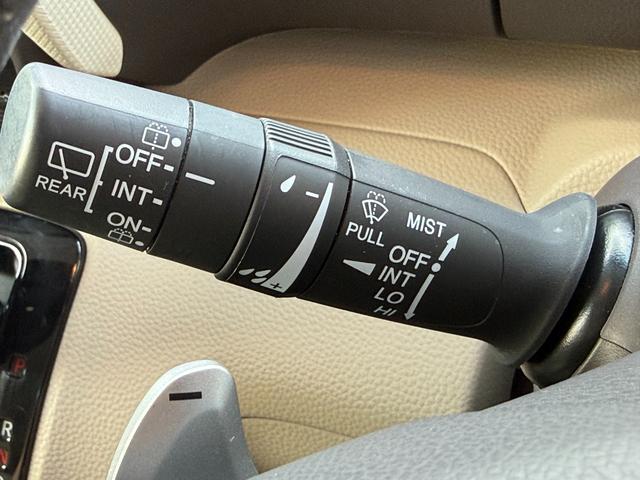 REAR
OFF-
INT-
ON-
-
+
PULL
MIST
OFF
INT
LO
HI
P
R
N
-